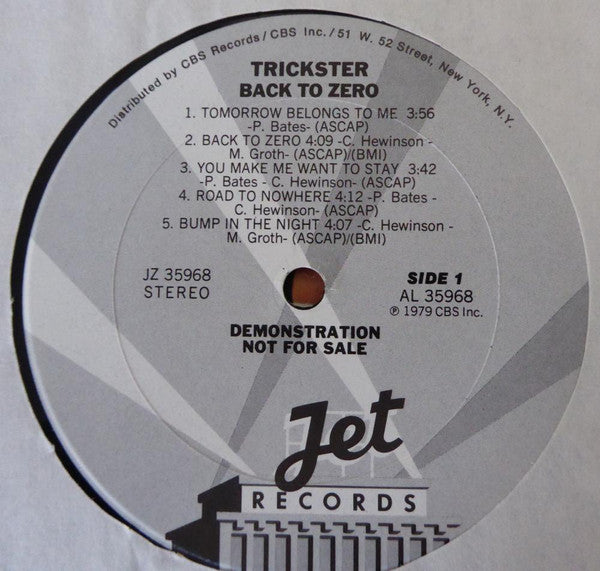 Distributed by CBS Records/CBS Inc./51 W. 52 Street, New York, N.Y.
TRICKSTER
BACK TO ZERO
1. TOMORROW BELONGS TO ME 3:56
-P. Bates- (ASCAP)
2. BACK TO ZERO 4:09 -C. Hewinson -
M. Groth- (ASCAP)/(BMI)
3. YOU MAKE ME WANT TO STAY 3:42
-P. Bates - C. Hewinson- (ASCAP)
4. ROAD TO NOWHERE 4:12 -P. Bates -
C. Hewinson- (ASCAP)
5. BUMP IN THE NIGHT 4:07 -C. Hewinson -
M. Groth- (ASCAP)/(BMI)
JZ 35968
STEREO
SIDE 1
AL 35968
℗ 1979 CBS Inc.
DEMONSTRATION
NOT FOR SALE
Jet
RECORDS